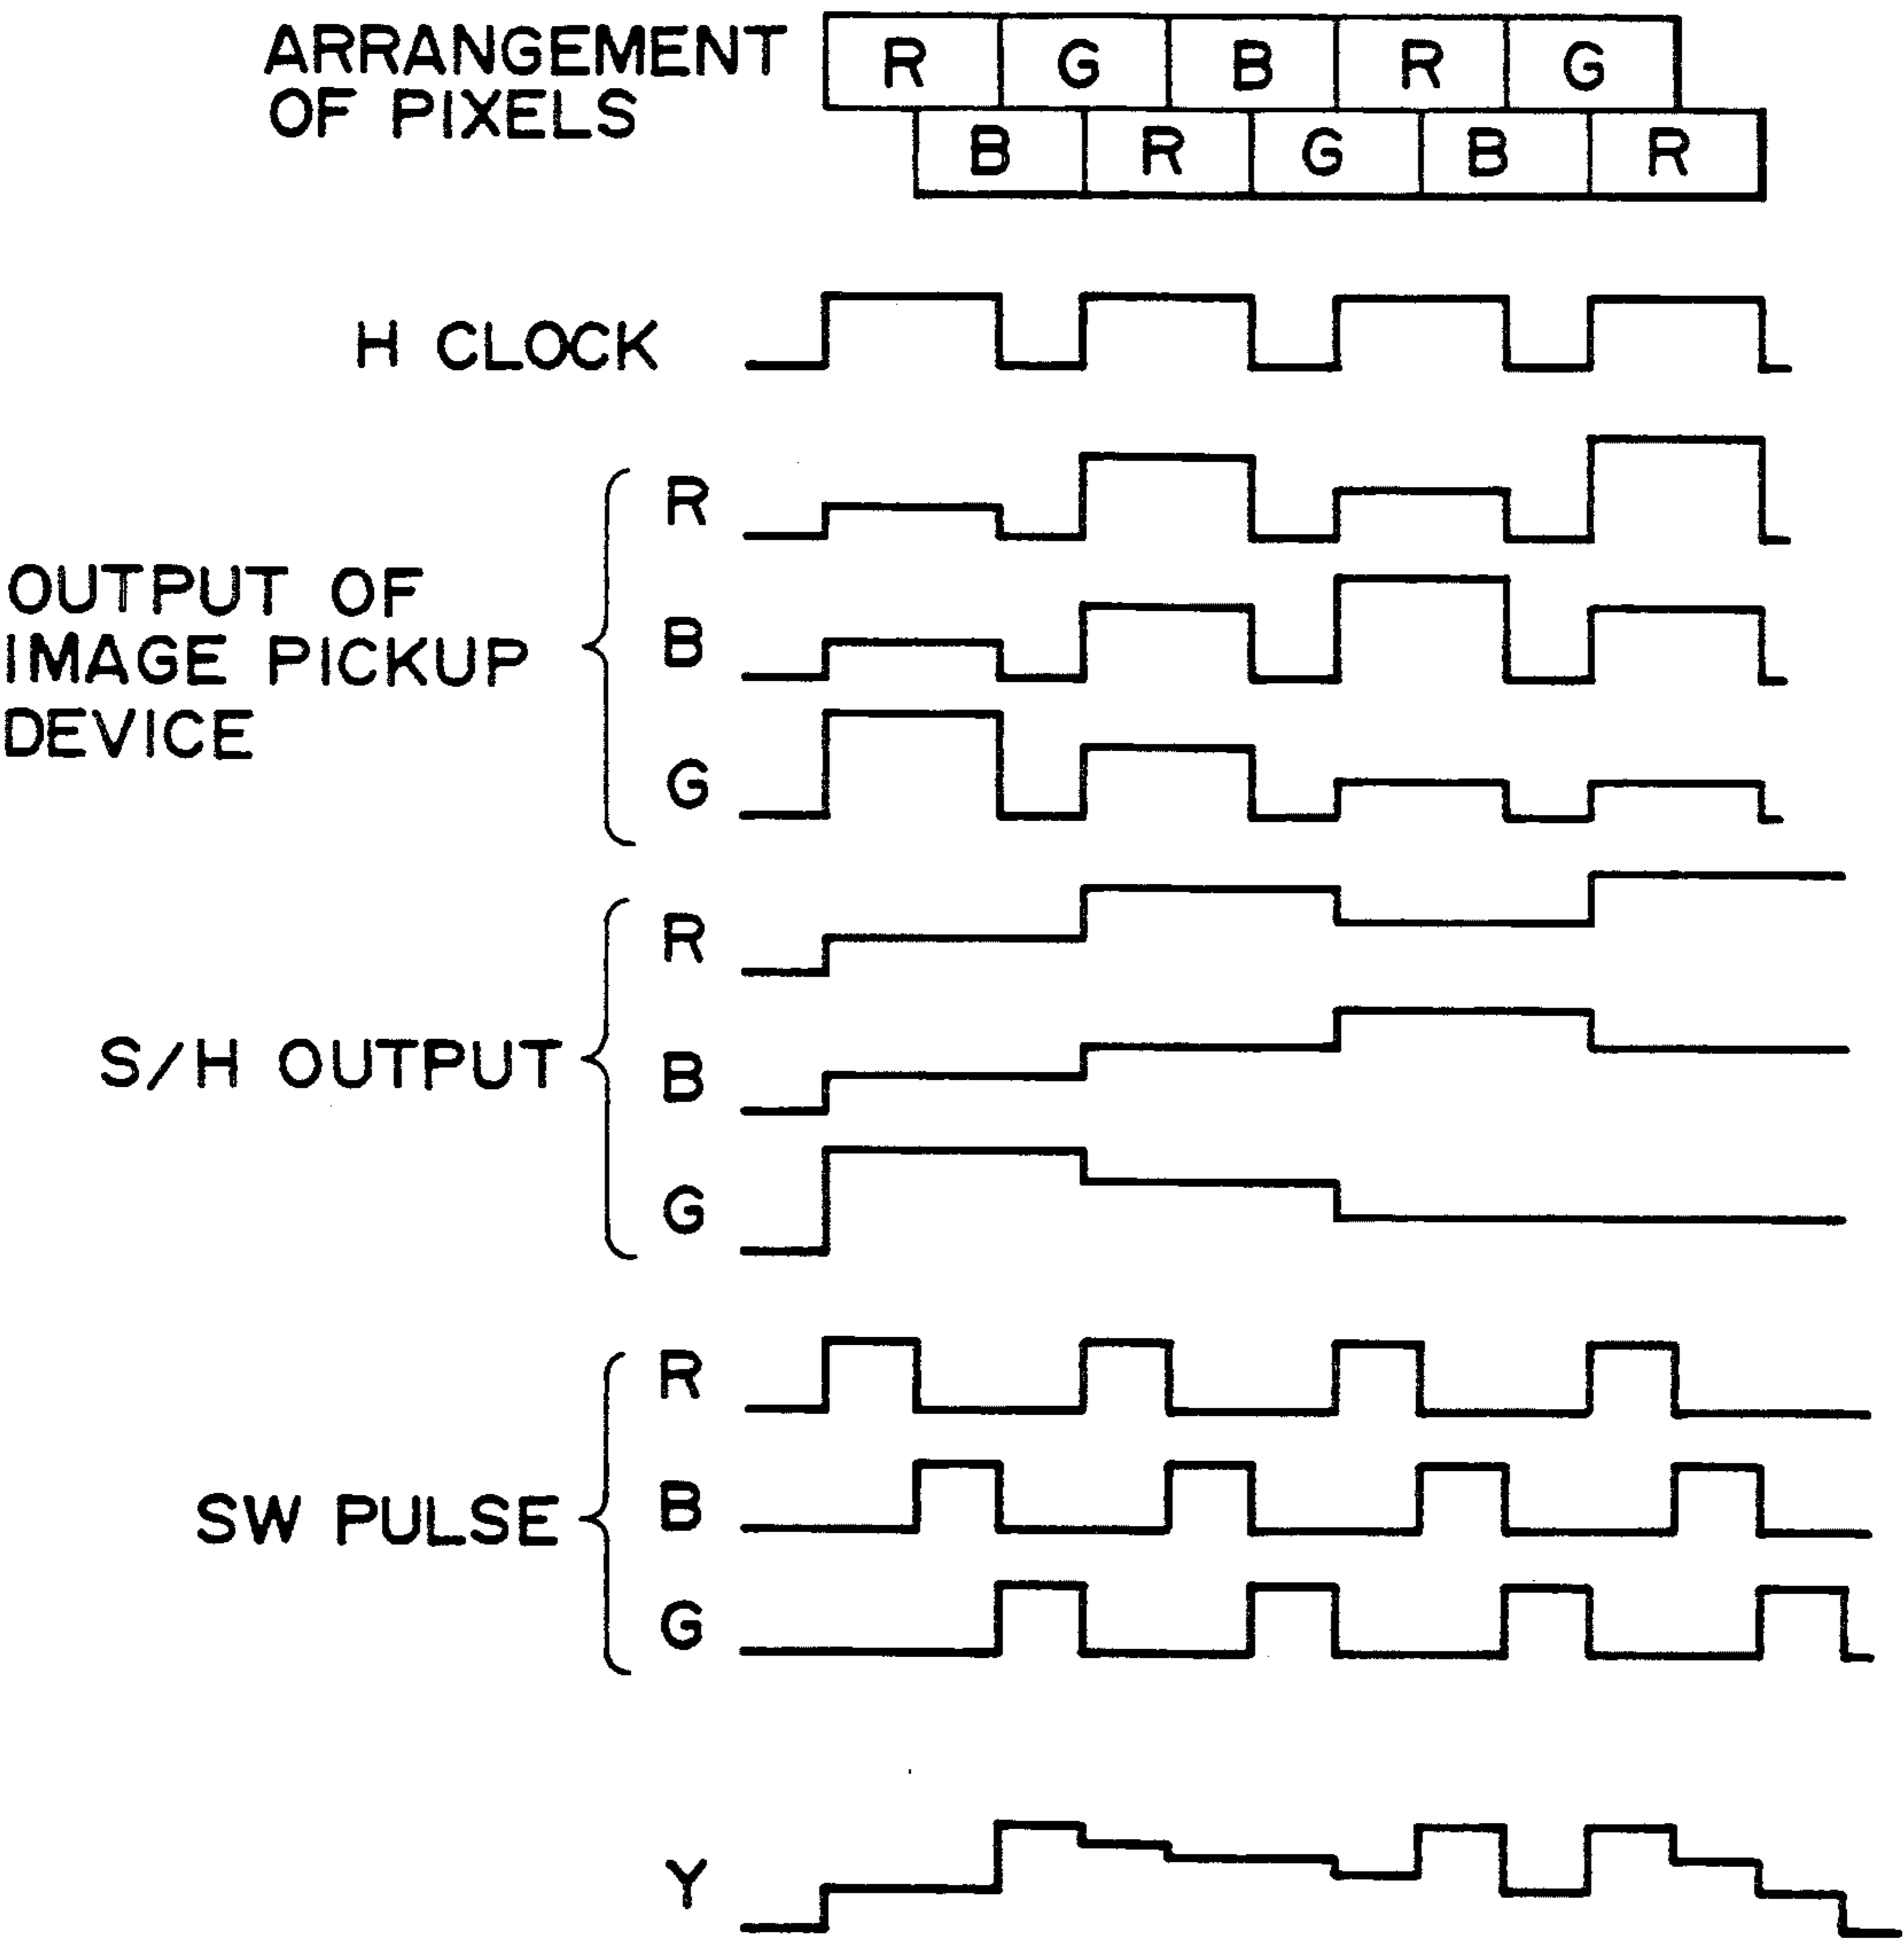 ARRANGEMENT
OF PIXELS
R G B R G
B R G B R
H CLOCK
OUTPUT OF
IMAGE PICKUP
DEVICE
R
B
G
S/H OUTPUT
R
B
G
SW PULSE
R
B
G
Y